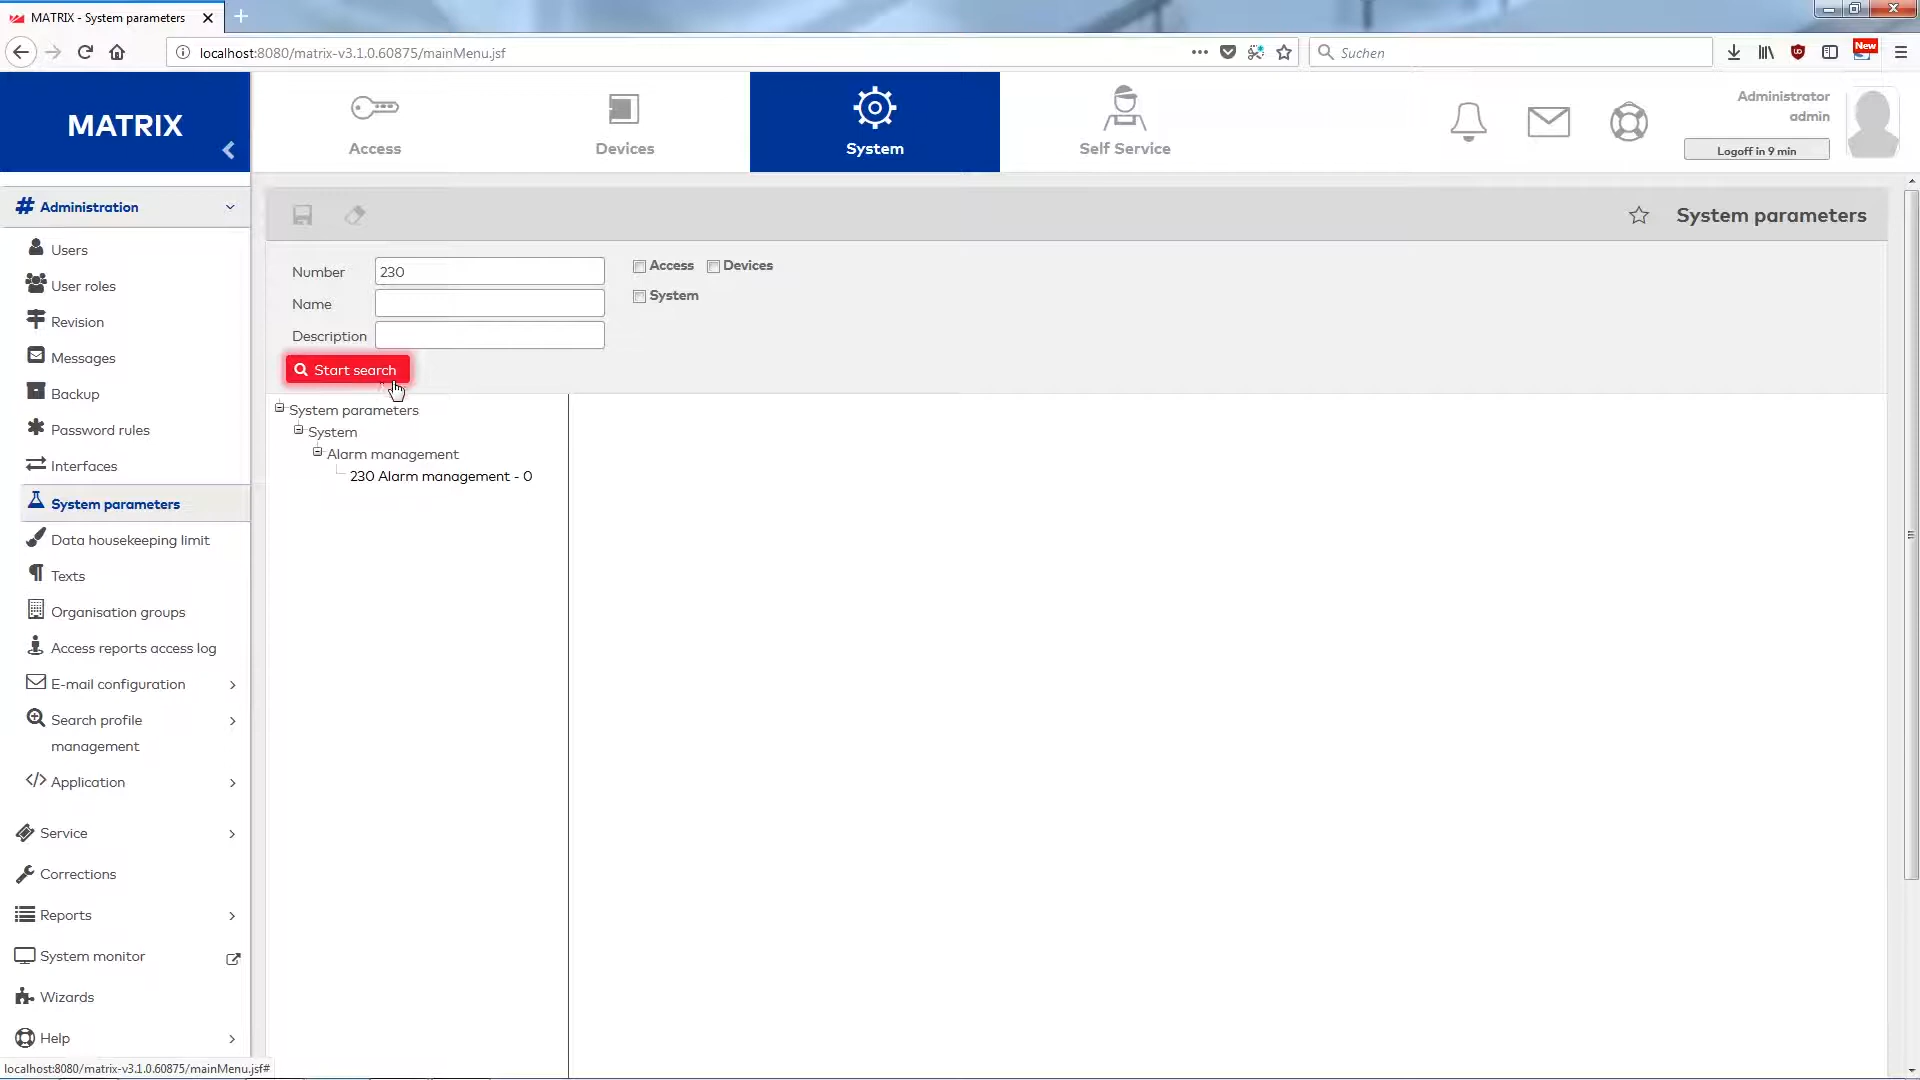 MATRIX - System parameters
localhost:8080/matrix-v3.1.0.60875/mainMenu.jsf
Suchen
New
MATRIX
Access
Devices
System
Self Service
Administrator
admin
Logoff in 9 min
Administration
Users
User roles
Revision
Messages
Backup
Password rules
Interfaces
System parameters
Data housekeeping limit
Texts
Organisation groups
Access reports access log
E-mail configuration
Search profile
management
Application
Service
Corrections
Reports
System monitor
Wizards
Help
System parameters
Number 230
Access Devices
Name
System
Description
Start search
System parameters
System
Alarm management
230 Alarm management - 0
localhost:8080/matrix-v3.1.0.60875/mainMenu.jsf#